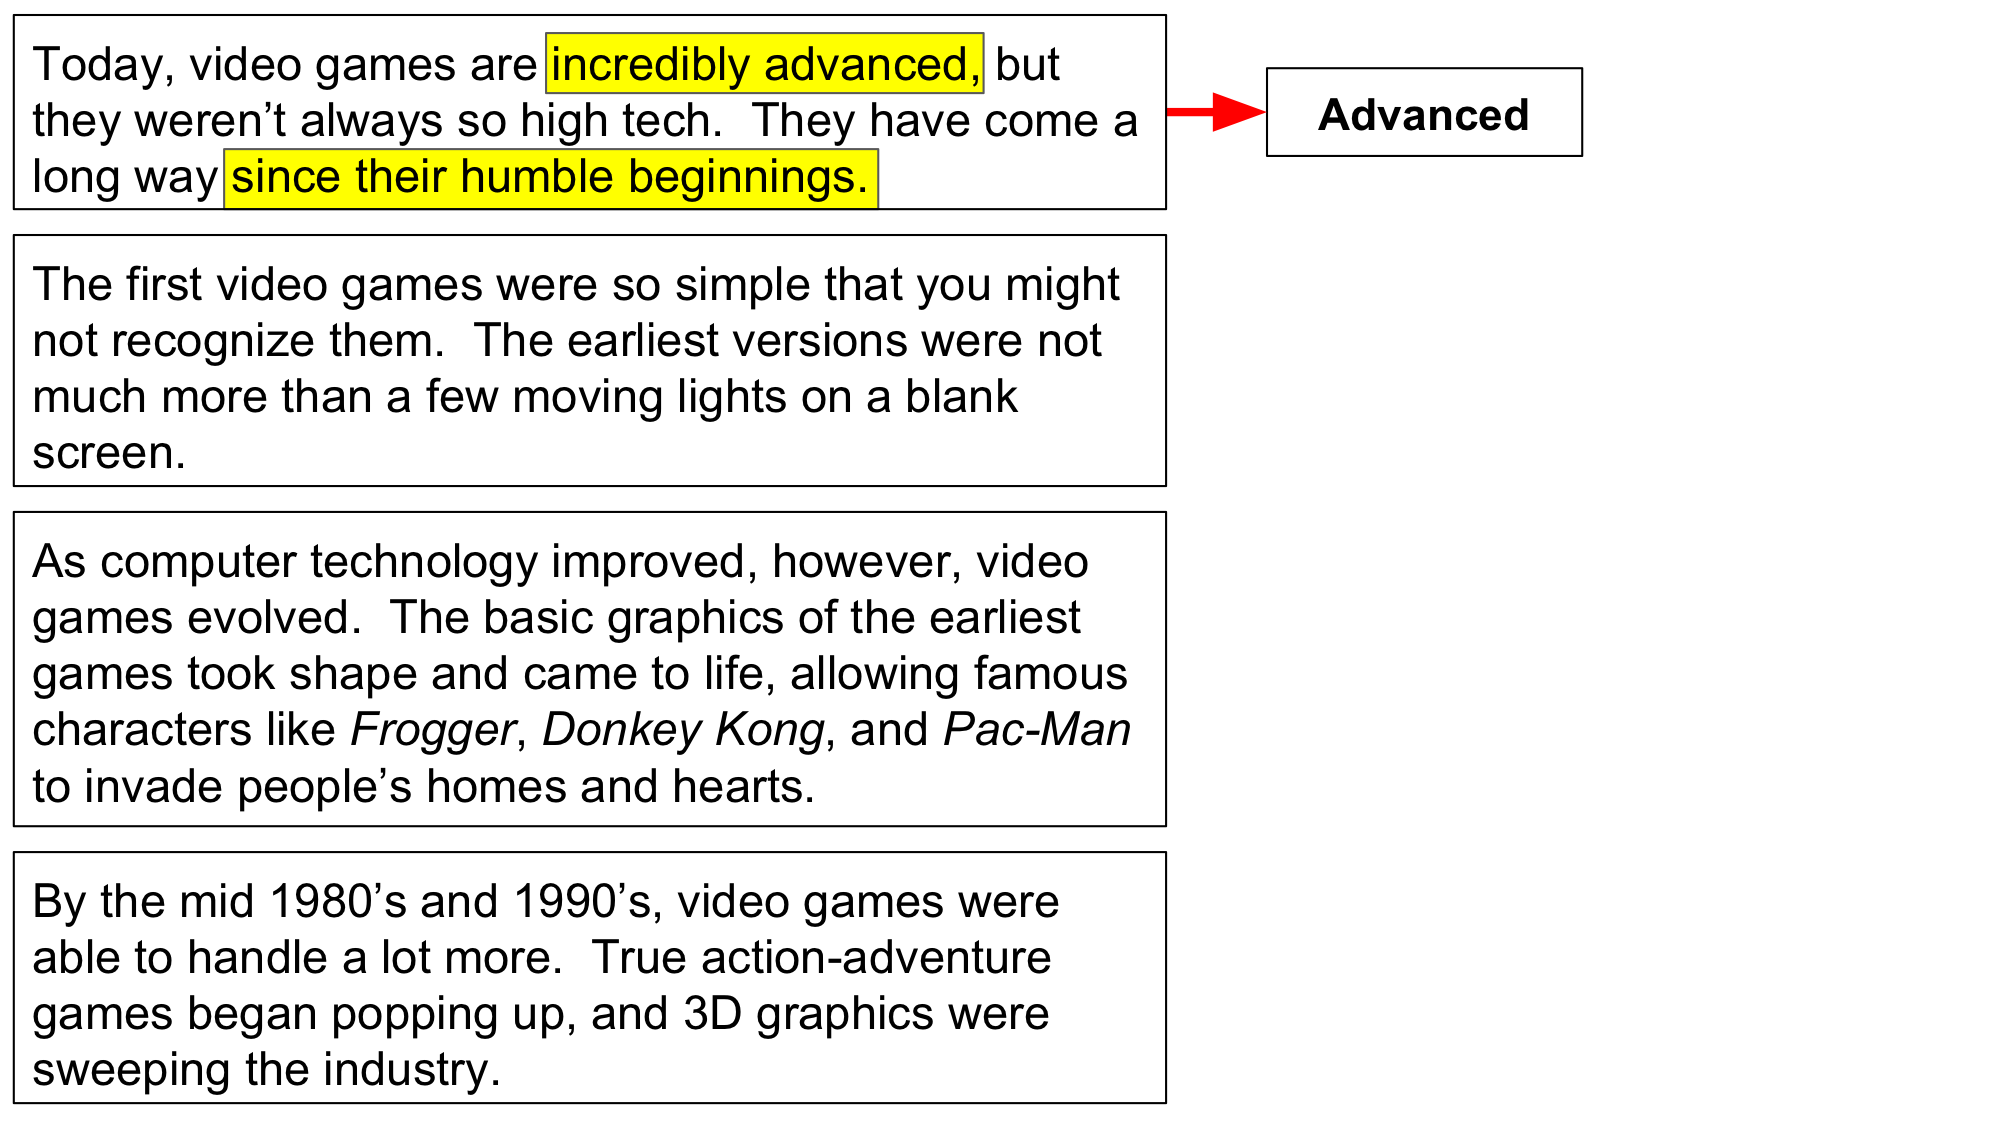 Today, video games are incredibly advanced, but
they weren’t always so high tech.  They have come a
long way since their humble beginnings.
Advanced
The first video games were so simple that you might
not recognize them.  The earliest versions were not
much more than a few moving lights on a blank
screen.
As computer technology improved, however, video
games evolved.  The basic graphics of the earliest
games took shape and came to life, allowing famous
characters like Frogger, Donkey Kong, and Pac-Man
to invade people’s homes and hearts.
By the mid 1980’s and 1990’s, video games were
able to handle a lot more.  True action-adventure
games began popping up, and 3D graphics were
sweeping the industry.